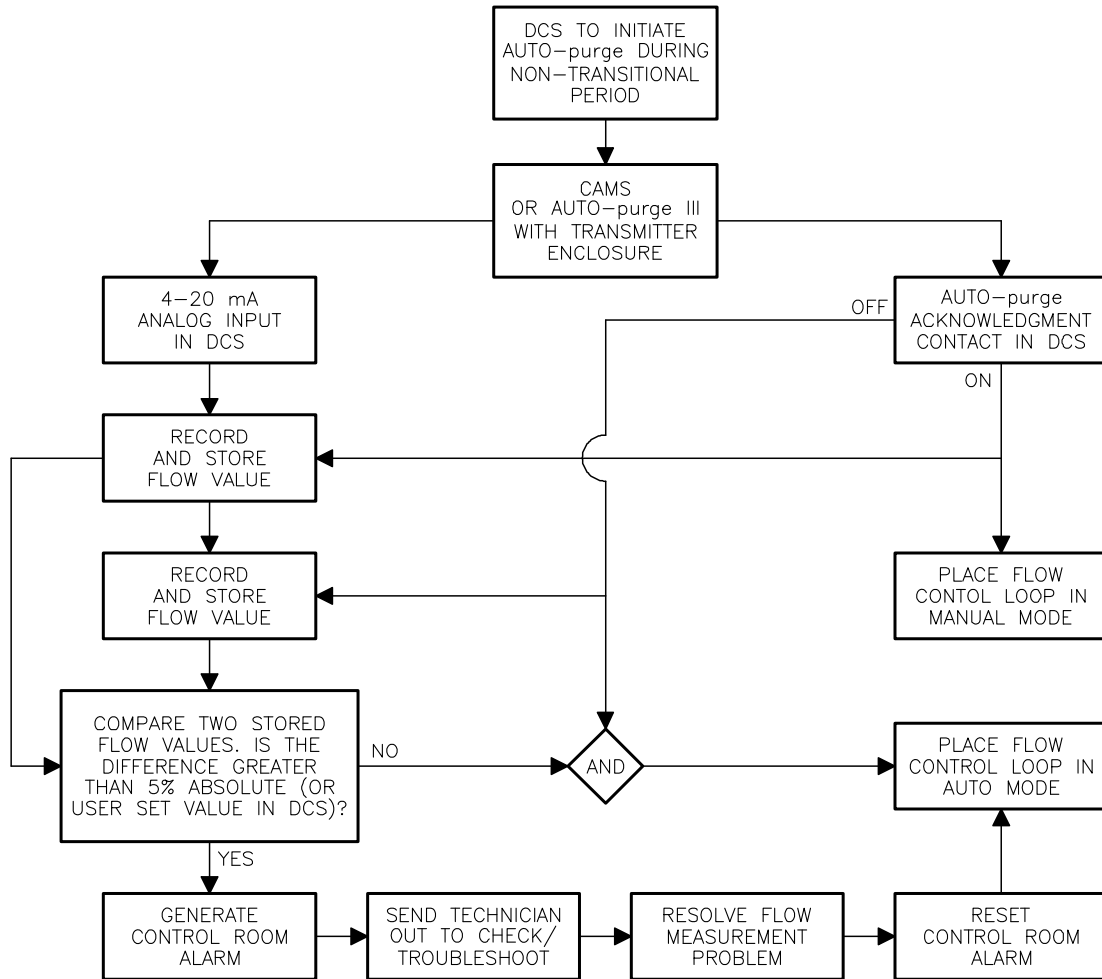 DCS TO INITIATE
AUTO-purge DURING
NON-TRANSITIONAL
PERIOD
CAMS
OR AUTO-purge III
WITH TRANSMITTER
ENCLOSURE
4-20 mA
ANALOG INPUT
IN DCS
OFF
AUTO-purge
ACKNOWLEDGMENT
CONTACT IN DCS
ON
RECORD
AND STORE
FLOW VALUE
RECORD
AND STORE
FLOW VALUE
PLACE FLOW
CONTOL LOOP IN
MANUAL MODE
COMPARE TWO STORED
FLOW VALUES. IS THE
DIFFERENCE GREATER
THAN 5% ABSOLUTE (OR
USER SET VALUE IN DCS)?
NO
AND
PLACE FLOW
CONTROL LOOP IN
AUTO MODE
YES
GENERATE
CONTROL ROOM
ALARM
SEND TECHNICIAN
OUT TO CHECK/
TROUBLESHOOT
RESOLVE FLOW
MEASUREMENT
PROBLEM
RESET
CONTROL ROOM
ALARM